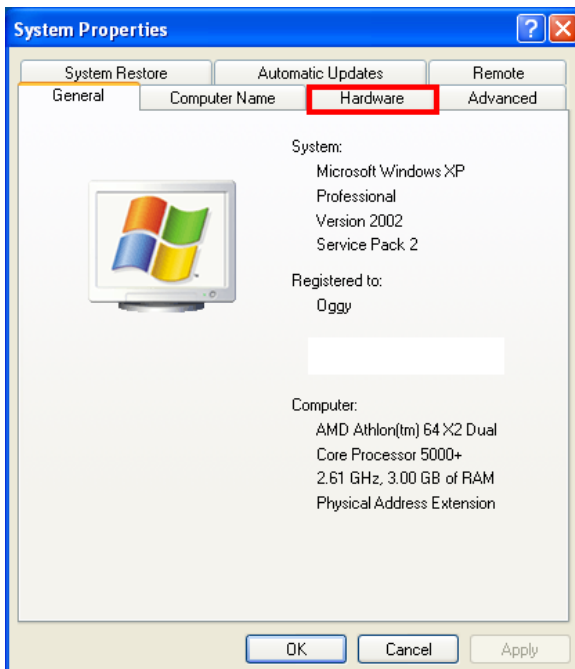 System Properties
System Restore Automatic Updates Remote
General Computer Name Hardware Advanced
System:
Microsoft Windows XP
Professional
Version 2002
Service Pack 2
Registered to:
Oggy
Computer:
AMD Athlon(tm) 64 X2 Dual
Core Processor 5000+
2.61 GHz, 3.00 GB of RAM
Physical Address Extension
OK Cancel Apply